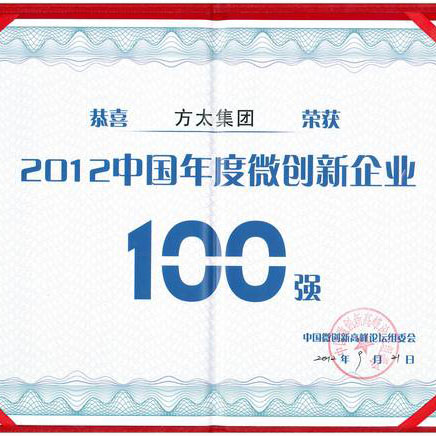 恭喜 方太集团 荣获
2012中国年度微创新企业
100强
中国微创新高峰论坛组委会
2012年9月21日